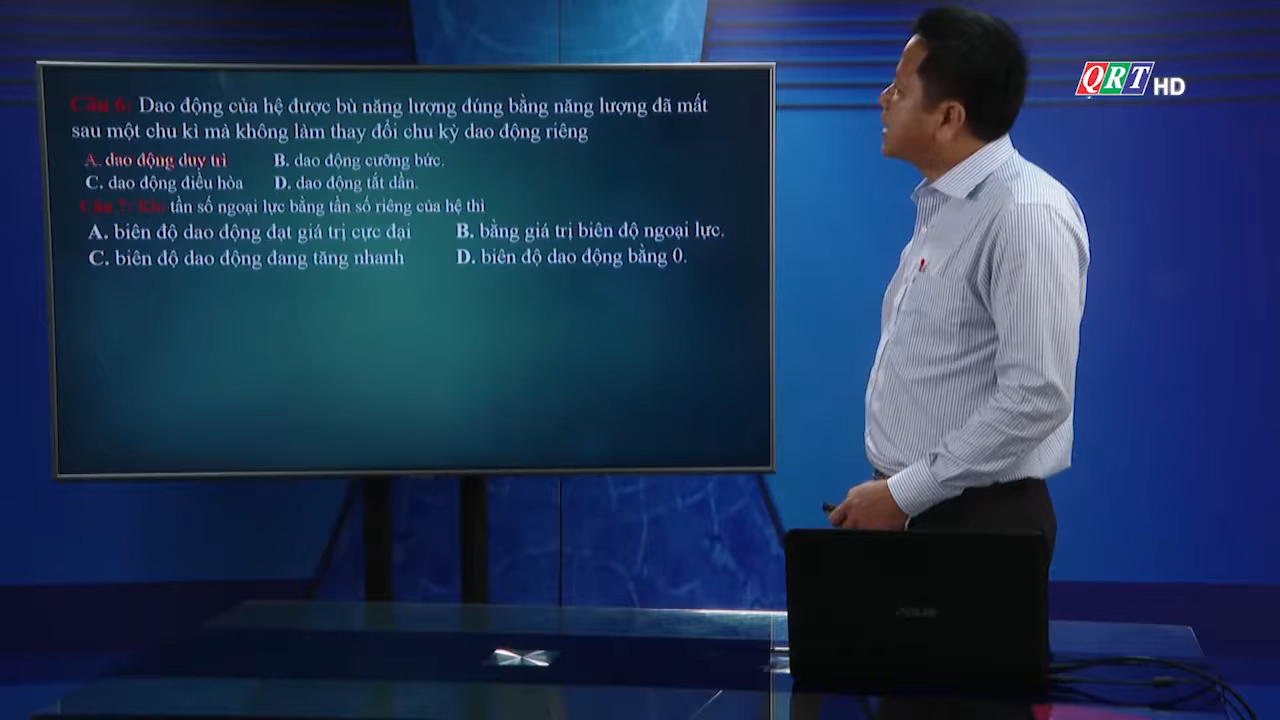 Câu 6: Dao động của hệ được bù năng lượng đúng bằng năng lượng đã mất
sau một chu kì mà không làm thay đổi chu kỳ dao động riêng
A. dao động duy trì B. dao động cưỡng bức.
C. dao động điều hòa D. dao động tắt dần.
Câu 7: Khi tần số ngoại lực bằng tần số riêng của hệ thì
A. biên độ dao động đạt giá trị cực đại B. bằng giá trị biên độ ngoại lực.
C. biên độ dao động đang tăng nhanh D. biên độ dao động bằng 0.
QRT HD
ASUS